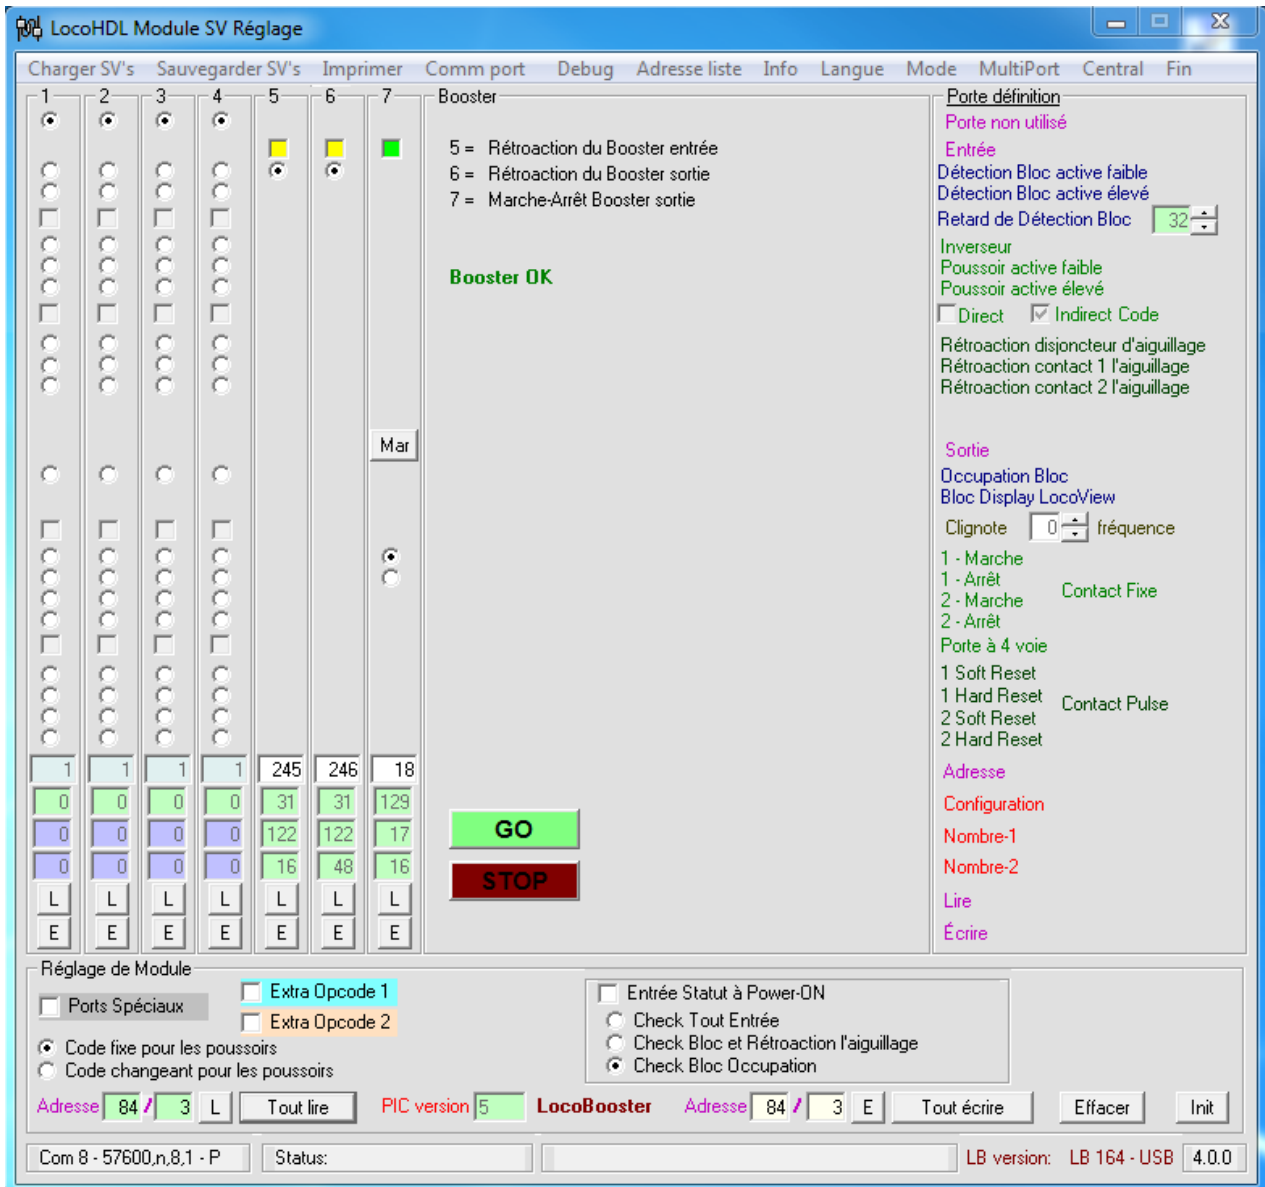 LocoHDL Module SV Réglage
Charger SV's Sauvegarder SV's Imprimer Comm port Debug Adresse liste Info Langue Mode MultiPort Central Fin
1 2 3 4 5 6 7 Booster Porte définition
Porte non utilisé
5 = Rétroaction du Booster entrée Entrée
Détection Bloc active faible
6 = Rétroaction du Booster sortie
Détection Bloc active élevé
7 = Marche-Arrêt Booster sortie
Retard de Détection Bloc 32
Inverseur
Poussoir active faible
Booster OK
Poussoir active élevé
Direct Indirect Code
Rétroaction disjoncteur d'aiguillage
Rétroaction contact 1 l'aiguillage
Rétroaction contact 2 l'aiguillage
Mar
Sortie
Occupation Bloc
Bloc Display LocoView
Clignote 0 fréquence
1 - Marche
1 - Arrêt
Contact Fixe
2 - Marche
2 - Arrêt
Porte à 4 voie
1 Soft Reset
1 Hard Reset
Contact Pulse
2 Soft Reset
2 Hard Reset
1 1 1 1 245 246 18 Adresse
0 0 0 0 31 31 129 Configuration
0 0 0 0 122 122 17 GO Nombre-1
0 0 0 0 16 48 16 STOP Nombre-2
L L L L L L L Lire
E E E E E E E Écrire
Réglage de Module
Ports Spéciaux Extra Opcode 1 Entrée Statut à Power-ON
Extra Opcode 2 Check Tout Entrée
Code fixe pour les poussoirs Check Bloc et Rétroaction l'aiguillage
Code changeant pour les poussoirs Check Bloc Occupation
Adresse 84 / 3 L Tout lire PIC version 5 LocoBooster Adresse 84 / 3 E Tout écrire Effacer Init
Com 8 - 57600,n,8,1 - P Status: LB version: LB 164 - USB 4.0.0